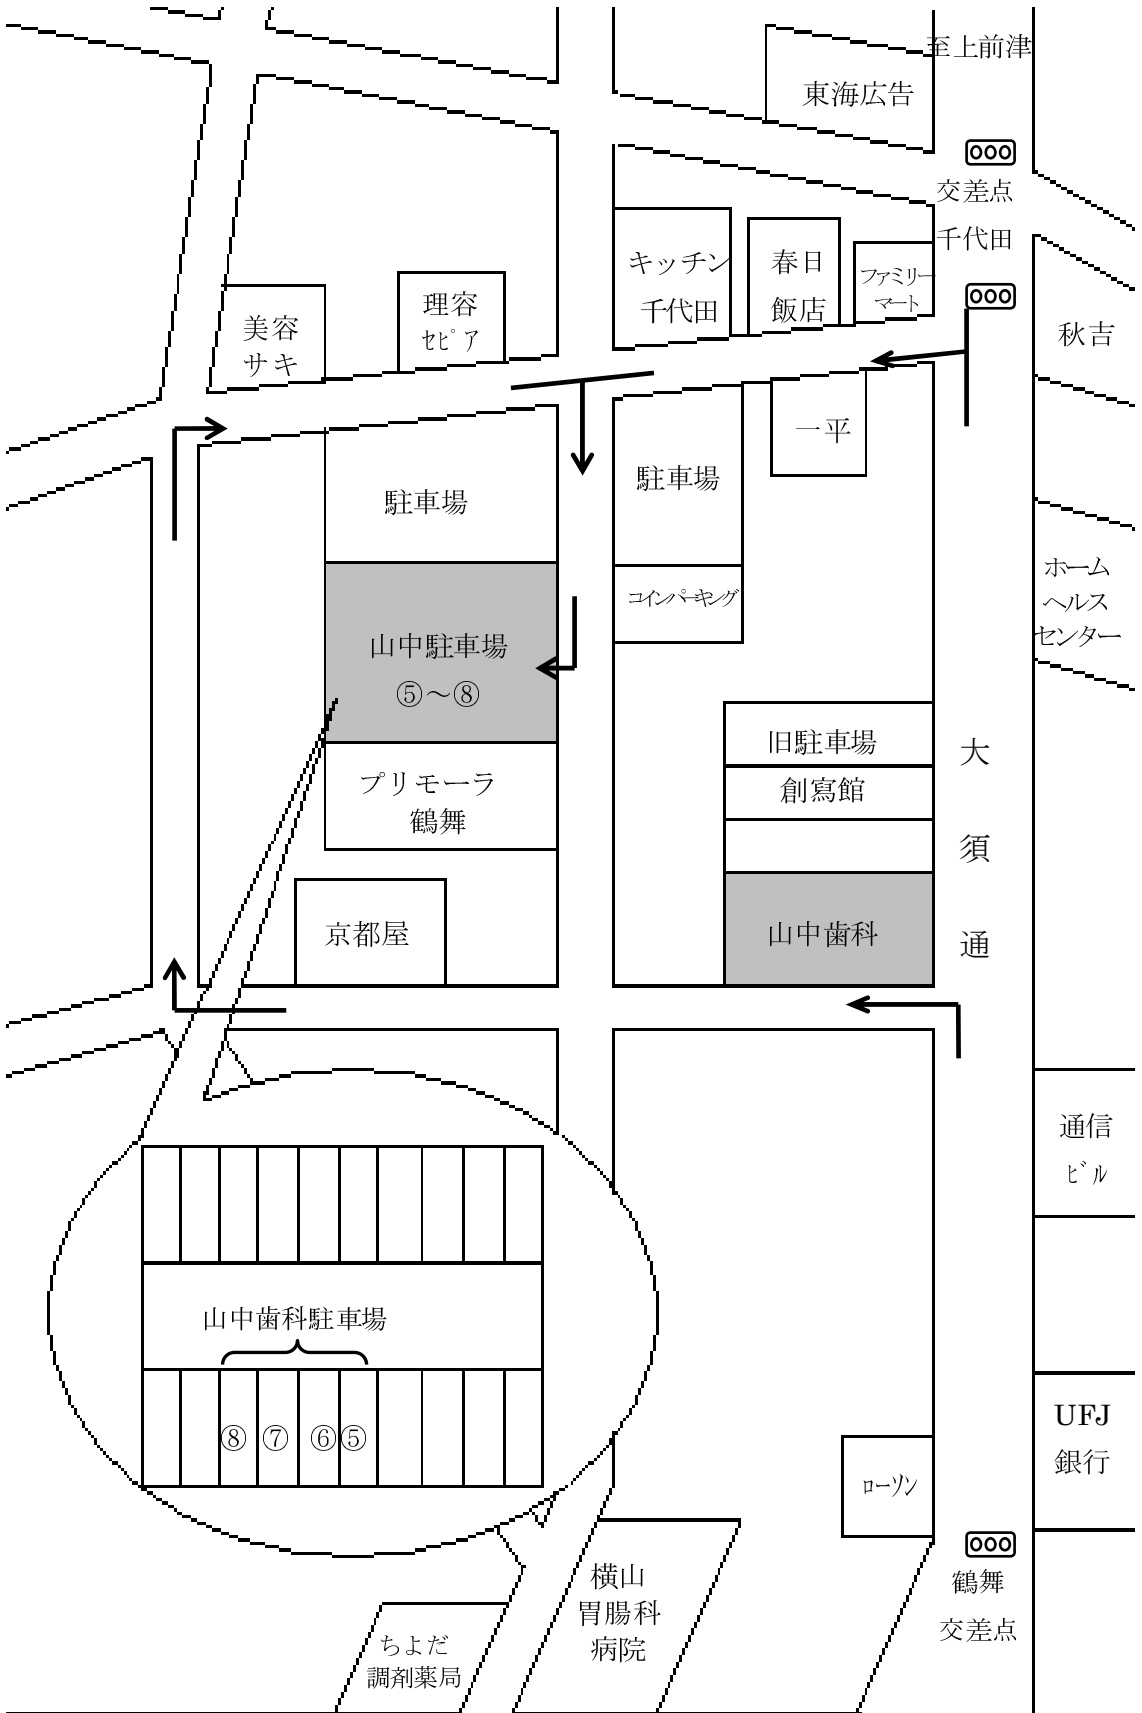 至上前津
東海広告
交差点
千代田
キッチン
千代田
春日
飯店
ファミリー
マート
秋吉
理容
セピア
美容
サキ
一平
駐車場
駐車場
コインパーキング
ホーム
ヘルス
センター
山中駐車場
⑤～⑧
旧駐車場
創寫館
大
須
通
プリモーラ
鶴舞
京都屋
山中歯科
通信
ビル
山中歯科駐車場
⑧ ⑦ ⑥ ⑤
UFJ
銀行
ローソン
鶴舞
交差点
横山
胃腸科
病院
ちよだ
調剤薬局